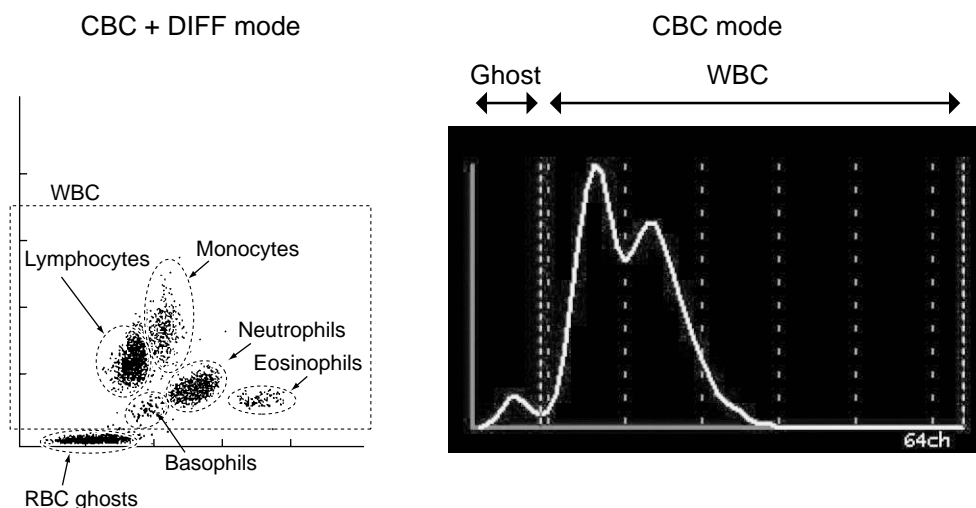 CBC + DIFF mode
WBC
Lymphocytes
Monocytes
Neutrophils
Eosinophils
Basophils
RBC ghosts
CBC mode
Ghost
WBC
64ch